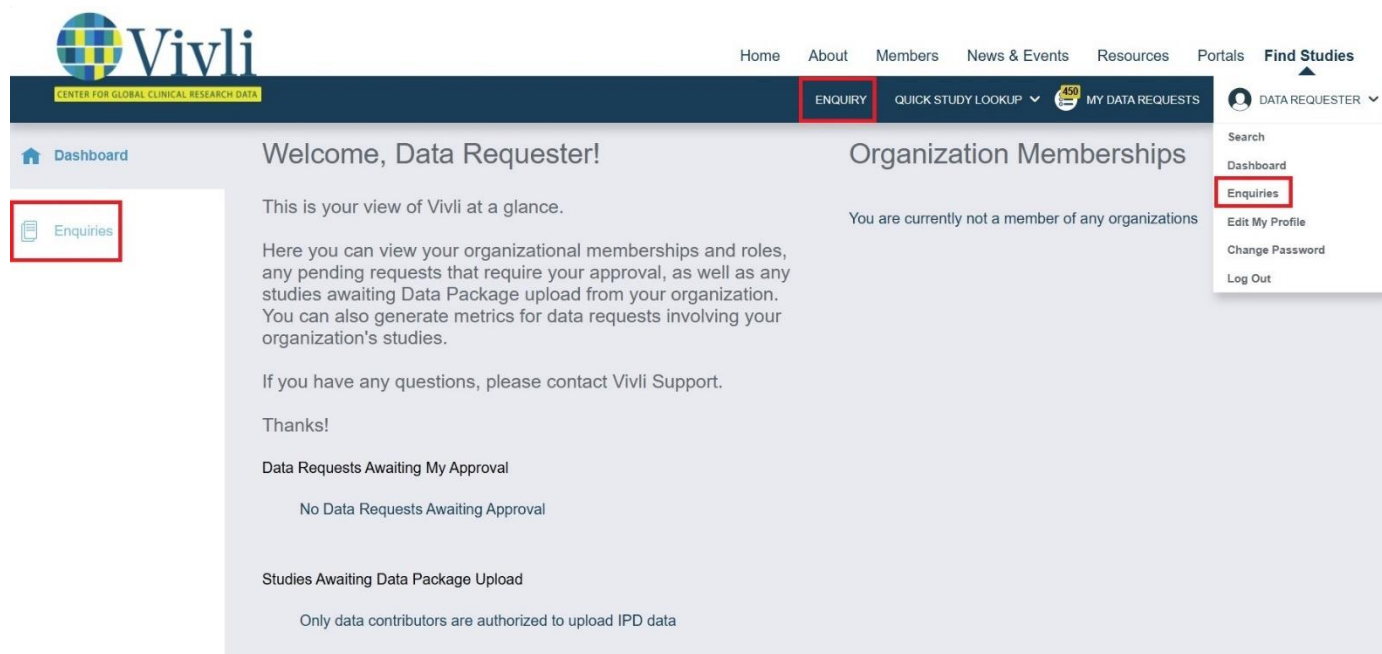 Vivli
CENTER FOR GLOBAL CLINICAL RESEARCH DATA
Home About Members News & Events Resources Portals Find Studies
ENQUIRY QUICK STUDY LOOKUP 450 MY DATA REQUESTS DATA REQUESTER
Search
Dashboard
Enquiries
Edit My Profile
Change Password
Log Out
Dashboard
Enquiries
Welcome, Data Requester!
This is your view of Vivli at a glance.
Here you can view your organizational memberships and roles,
any pending requests that require your approval, as well as any
studies awaiting Data Package upload from your organization.
You can also generate metrics for data requests involving your
organization's studies.
If you have any questions, please contact Vivli Support.
Thanks!
Data Requests Awaiting My Approval
No Data Requests Awaiting Approval
Studies Awaiting Data Package Upload
Only data contributors are authorized to upload IPD data
Organization Memberships
You are currently not a member of any organizations